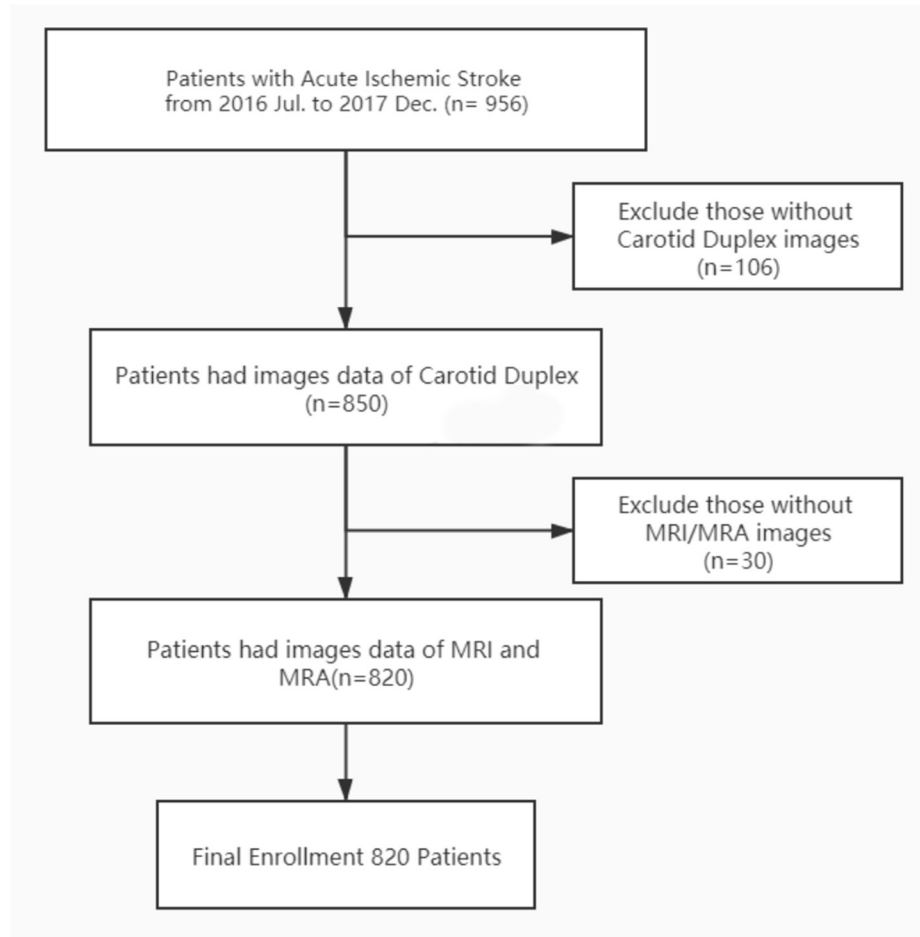 Patients with Acute Ischemic Stroke
from 2016 Jul. to 2017 Dec. (n= 956)
Exclude those without
Carotid Duplex images
(n=106)
Patients had images data of Carotid Duplex
(n=850)
Exclude those without
MRI/MRA images
(n=30)
Patients had images data of MRI and
MRA(n=820)
Final Enrollment 820 Patients